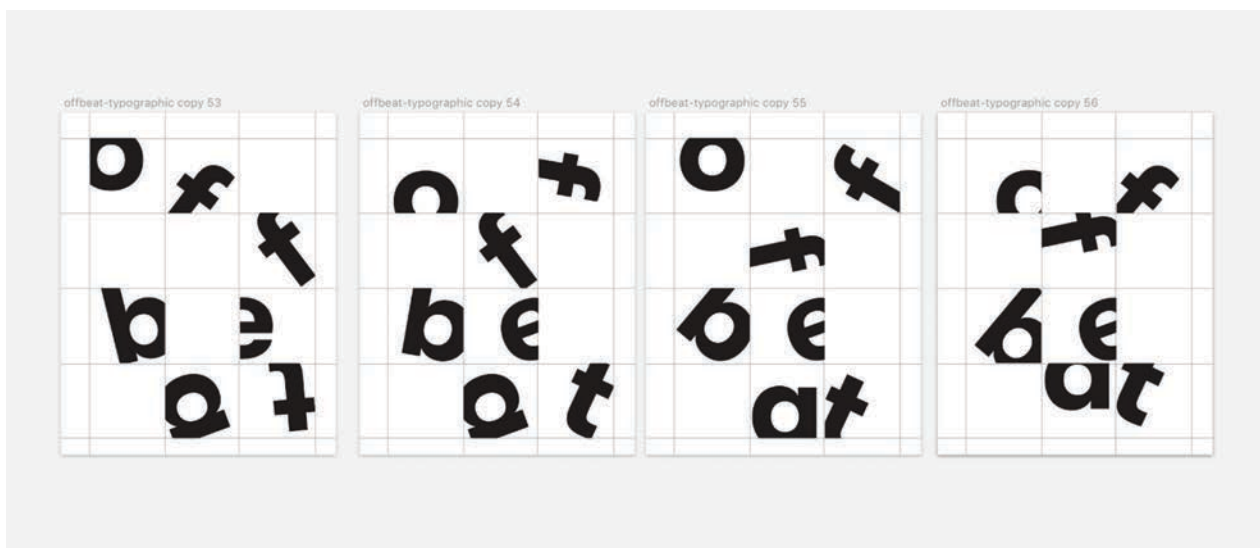 offbeat-typographic copy 53
o f
f
b e
a t
offbeat-typographic copy 54
o f
f
b e
a t
offbeat-typographic copy 55
o f
f
b e
a t
offbeat-typographic copy 56
o f
f
b e
a t